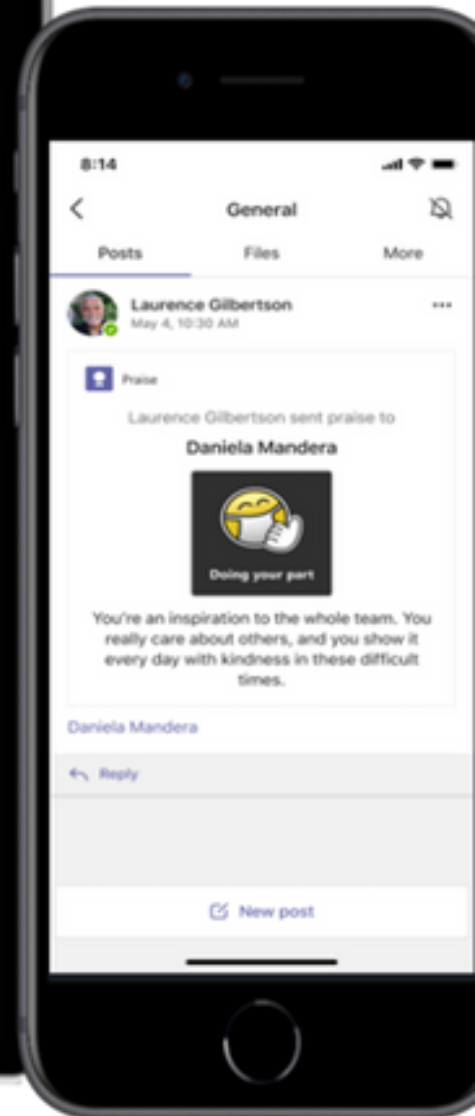 8:14
General
Posts Files More
Laurence Gilbertson
May 4, 10:30 AM
Praise
Laurence Gilbertson sent praise to
Daniela Mandera
Doing your part
You're an inspiration to the whole team. You
really care about others, and you show it
every day with kindness in these difficult
times.
Daniela Mandera
Reply
New post